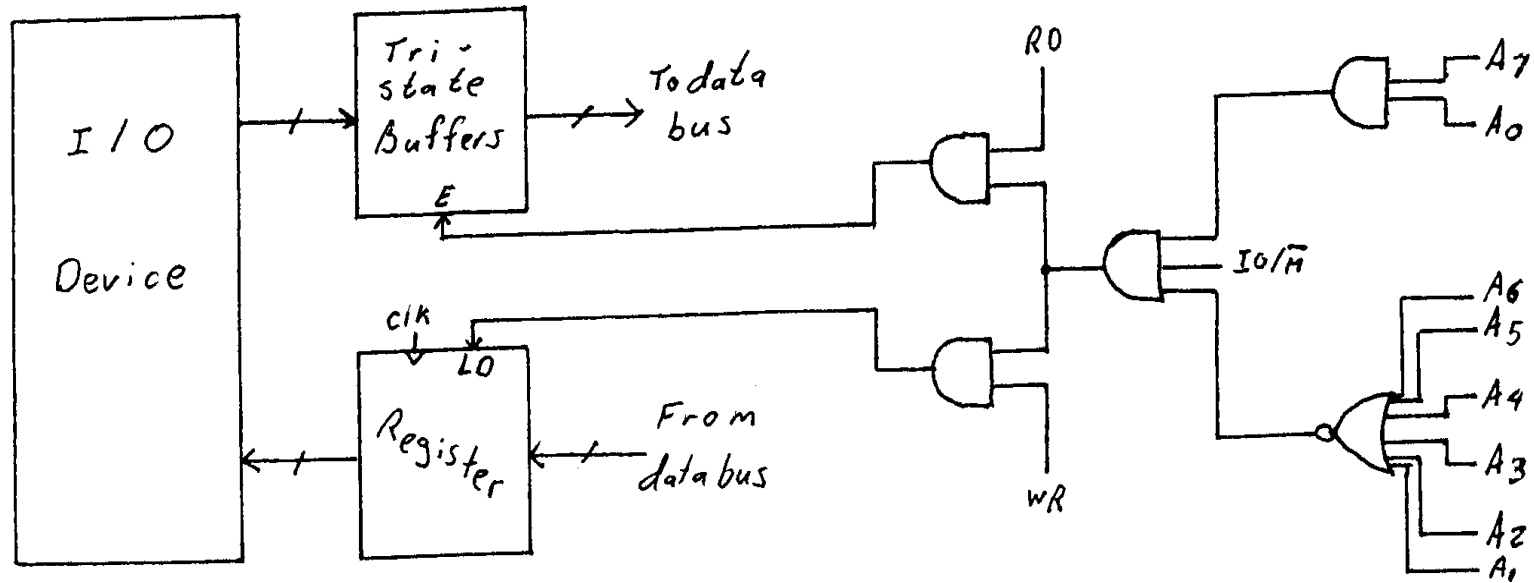 I/O
Device
Tri-
state
Buffers
E
To data
bus
RD
A7
A0
IO/M̅
clk
LD
Register
From
data bus
WR
A6
A5
A4
A3
A2
A1